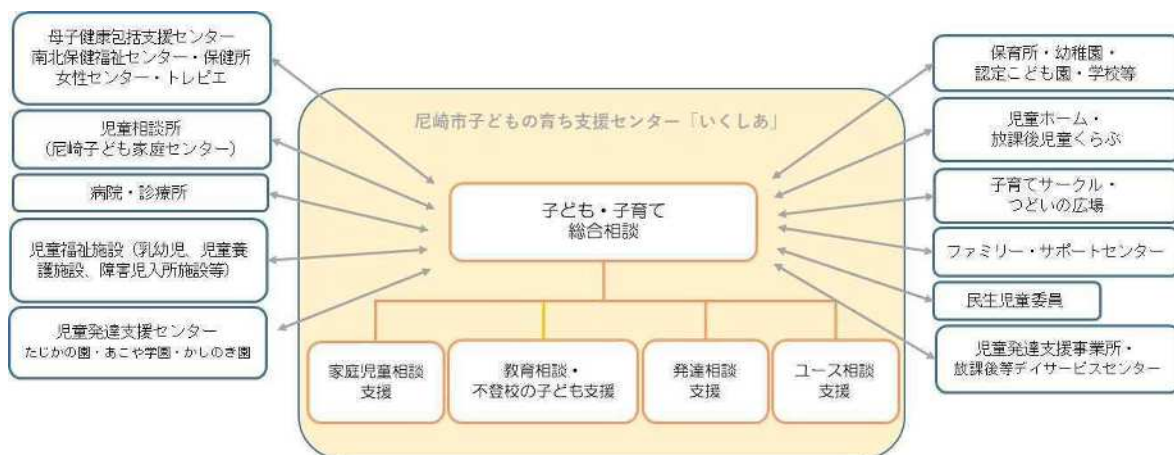 母子健康包括支援センター
南北保健福祉センター・保健所
女性センター・トレピエ
児童相談所
(尼崎子ども家庭センター)
病院・診療所
児童福祉施設(乳幼児、児童養
護施設、障害児入所施設等)
児童発達支援センター
たじかの園・あこや学園・かしのき園
尼崎市子どもの育ち支援センター「いくしあ」
子ども・子育て
総合相談
家庭児童相談
支援
教育相談・
不登校の子ども支援
発達相談
支援
ユース相談
支援
保育所・幼稚園・
認定こども園・学校等
児童ホーム・
放課後児童くらぶ
子育てサークル・
つどいの広場
ファミリー・サポートセンター
民生児童委員
児童発達支援事業所・
放課後等デイサービスセンター